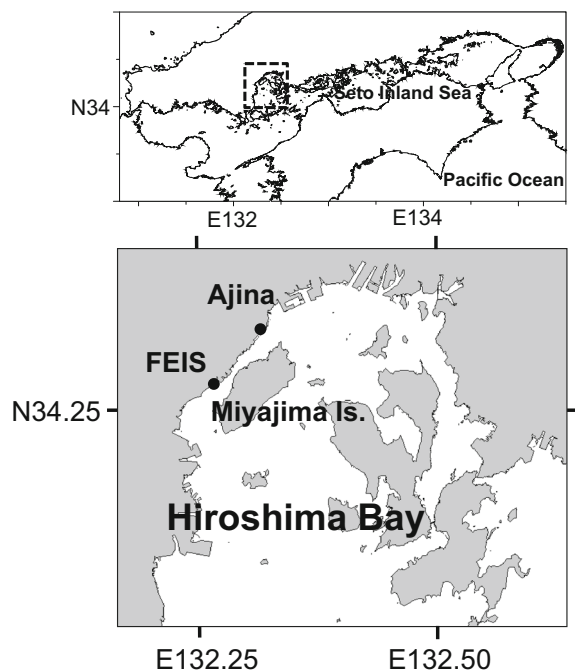 Seto Inland Sea
N34
Pacific Ocean
E132
E134
Ajina
FEIS
N34.25
Miyajima Is.
Hiroshima Bay
E132.25
E132.50